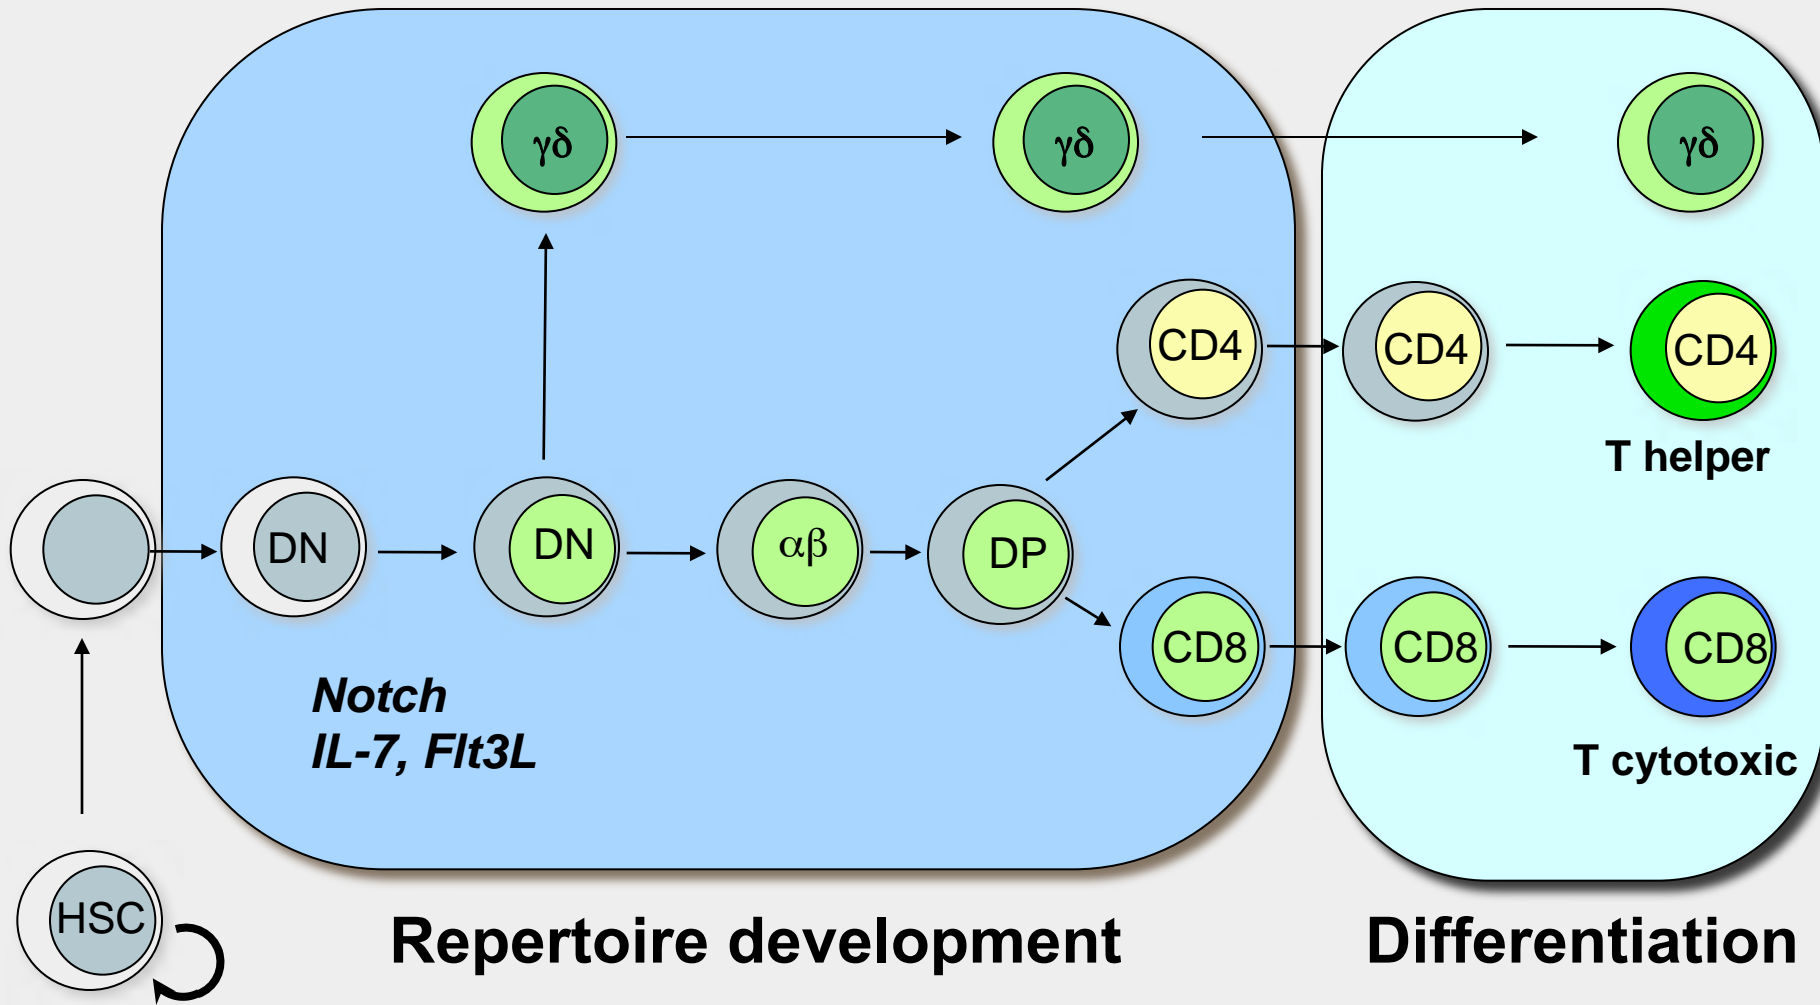 γδ
γδ
γδ
CD4
CD4
CD4
T helper
DN
DN
αβ
DP
CD8
CD8
CD8
Notch
IL-7, Flt3L
T cytotoxic
HSC
Repertoire development
Differentiation